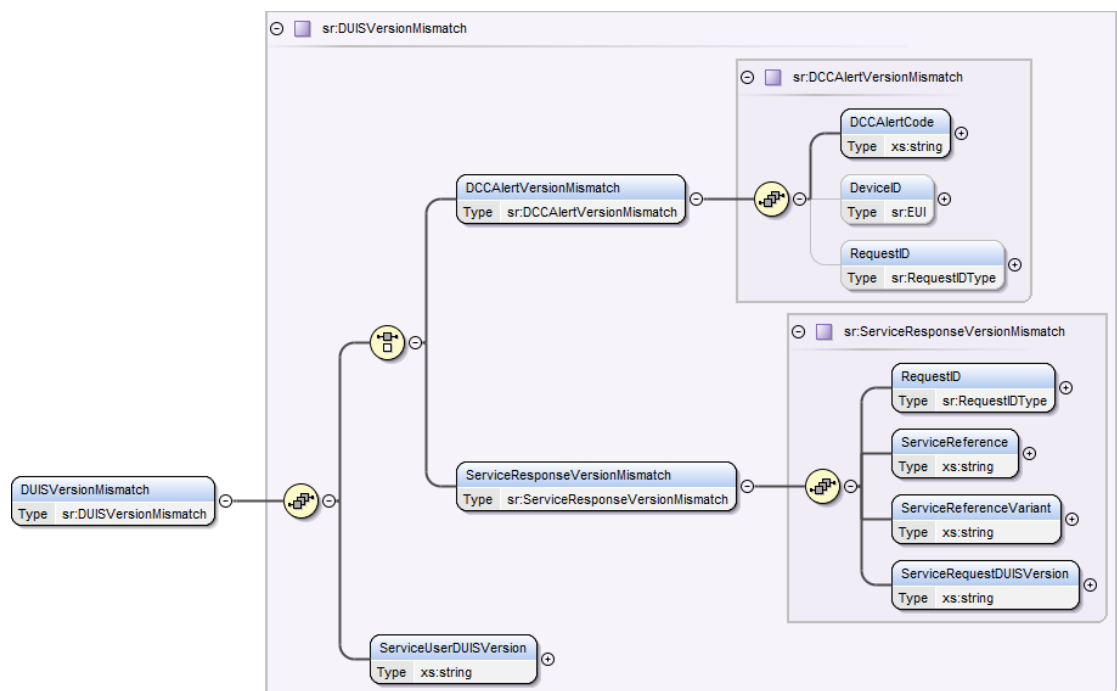 sr:DUISVersionMismatch
sr:DCCAlertVersionMismatch
DCCAlertCode
Type xs:string
DCCAlertVersionMismatch
Type sr:DCCAlertVersionMismatch
DeviceID
Type sr:EUI
RequestID
Type sr:RequestIDType
sr:ServiceResponseVersionMismatch
RequestID
Type sr:RequestIDType
ServiceReference
Type xs:string
ServiceResponseVersionMismatch
Type sr:ServiceResponseVersionMismatch
ServiceReferenceVariant
Type xs:string
ServiceRequestDUISVersion
Type xs:string
DUISVersionMismatch
Type sr:DUISVersionMismatch
ServiceUserDUISVersion
Type xs:string